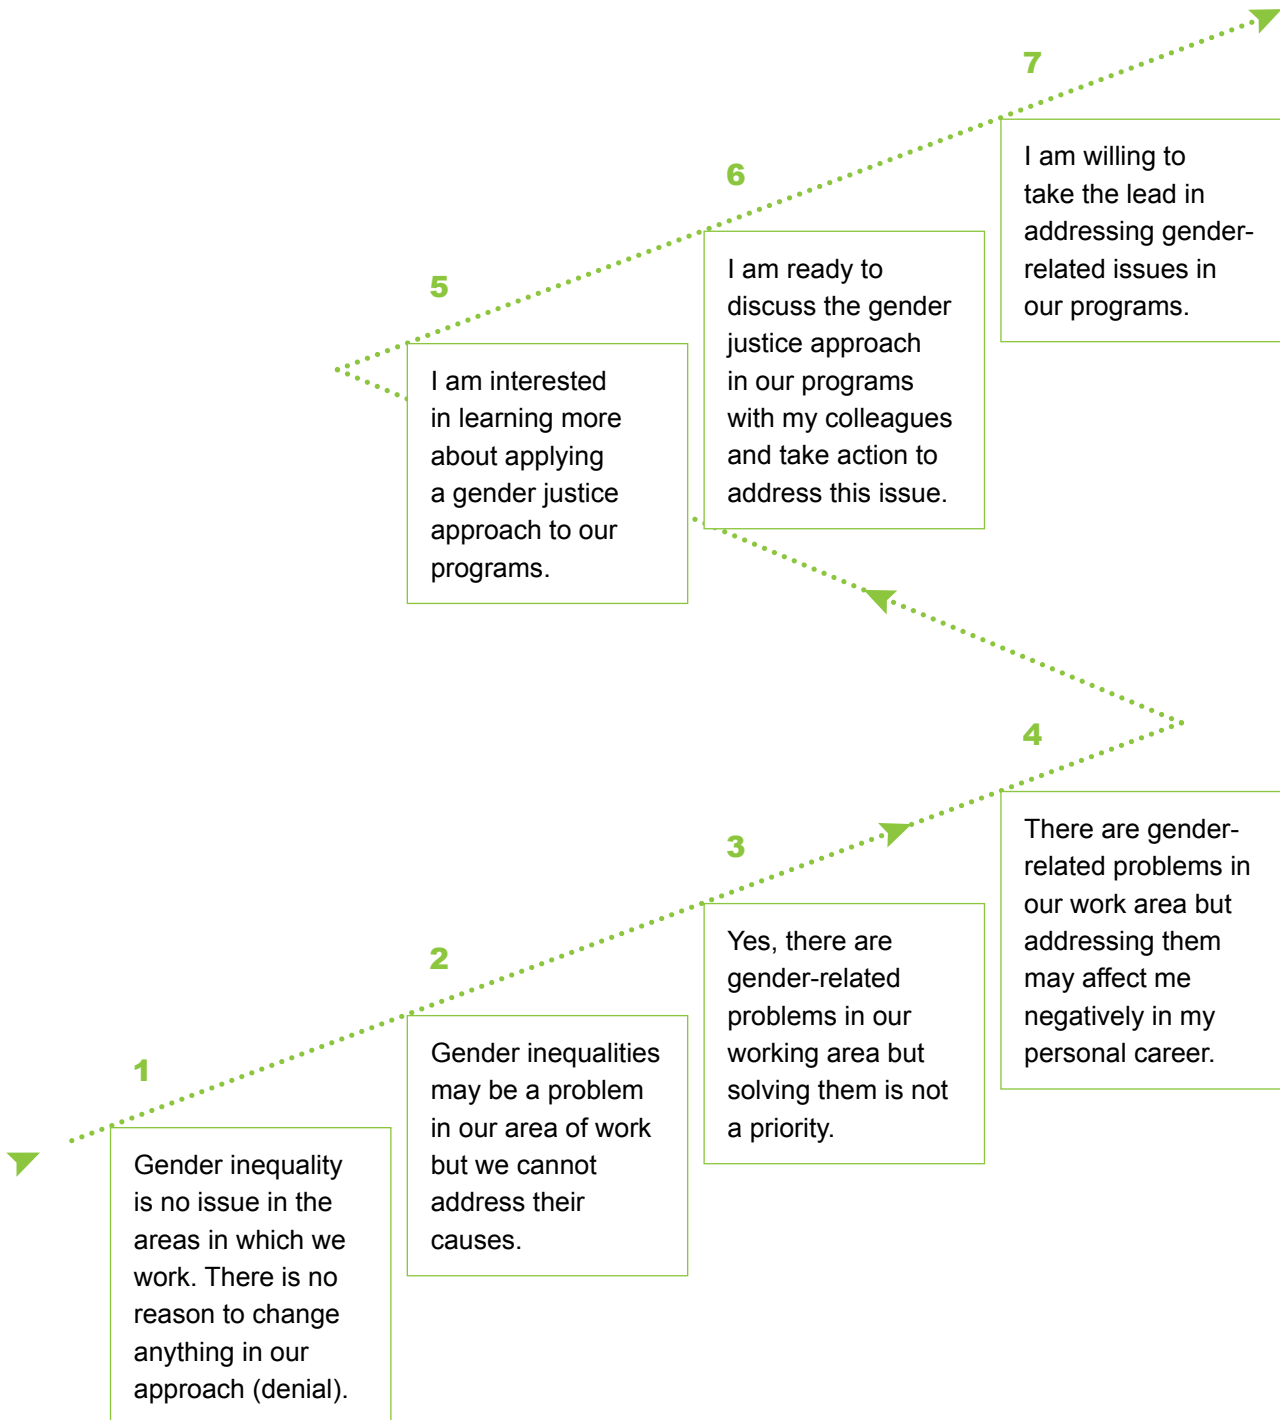 1
Gender inequality
is no issue in the
areas in which we
work. There is no
reason to change
anything in our
approach (denial).
2
Gender inequalities
may be a problem
in our area of work
but we cannot
address their
causes.
3
Yes, there are
gender-related
problems in our
working area but
solving them is not
a priority.
4
There are gender-
related problems in
our work area but
addressing them
may affect me
negatively in my
personal career.
5
I am interested
in learning more
about applying
a gender justice
approach to our
programs.
6
I am ready to
discuss the gender
justice approach
in our programs
with my colleagues
and take action to
address this issue.
7
I am willing to
take the lead in
addressing gender-
related issues in
our programs.